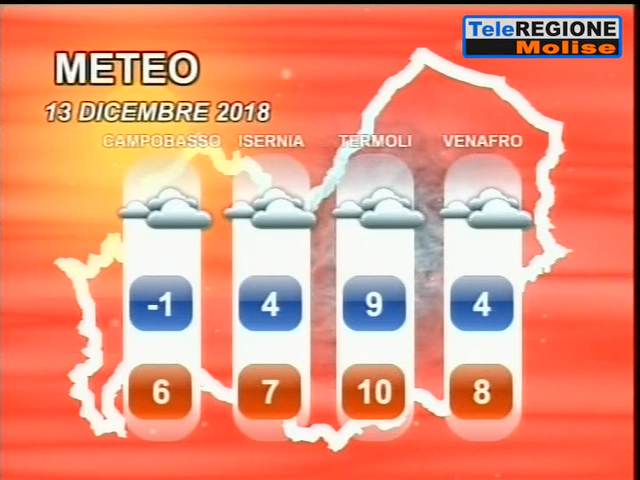 TeleREGIONE
Molise
METEO
13 DICEMBRE 2018
CAMPOBASSO ISERNIA TERMOLI VENAFRO
-1 4 9 4
6 7 10 8